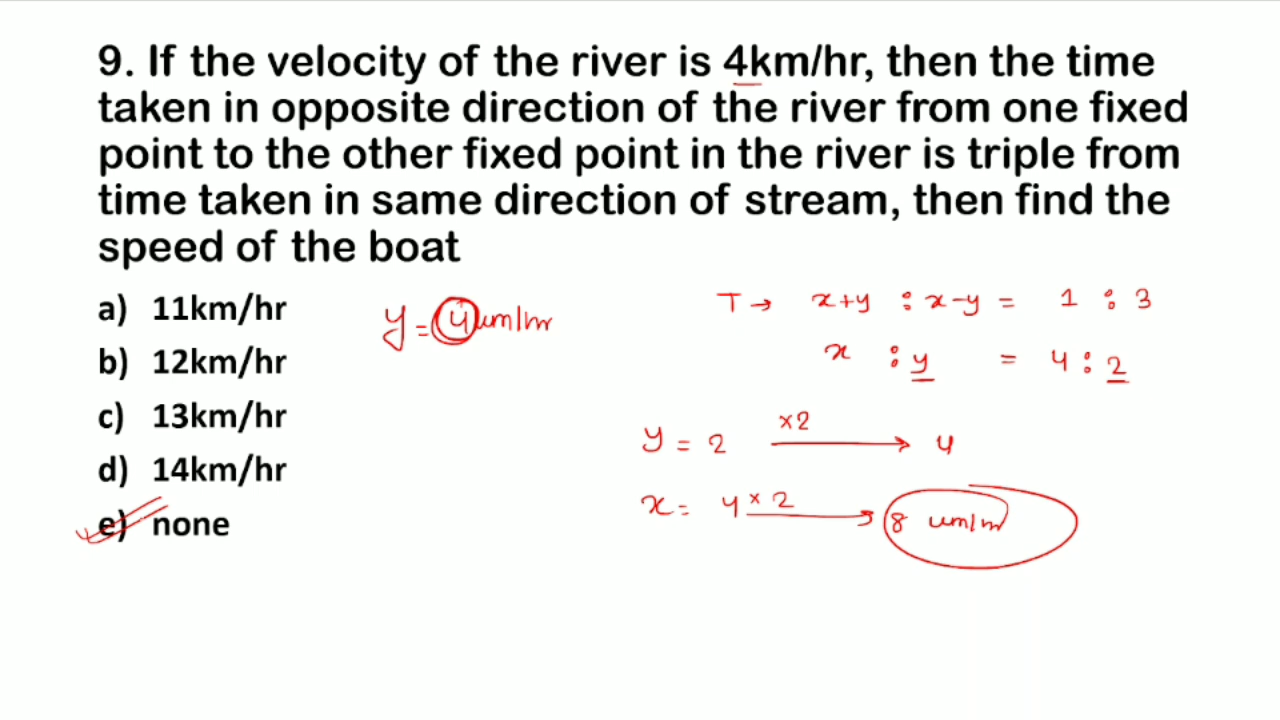 9. If the velocity of the river is 4km/hr, then the time
taken in opposite direction of the river from one fixed
point to the other fixed point in the river is triple from
time taken in same direction of stream, then find the
speed of the boat
a) 11km/hr
b) 12km/hr
c) 13km/hr
d) 14km/hr
e) none
y = 4 km/hr
T → x+y : x-y = 1 : 3
x : y = 4 : 2
y = 2 ×2 → 4
x = 4 × 2 → 8 km/hr